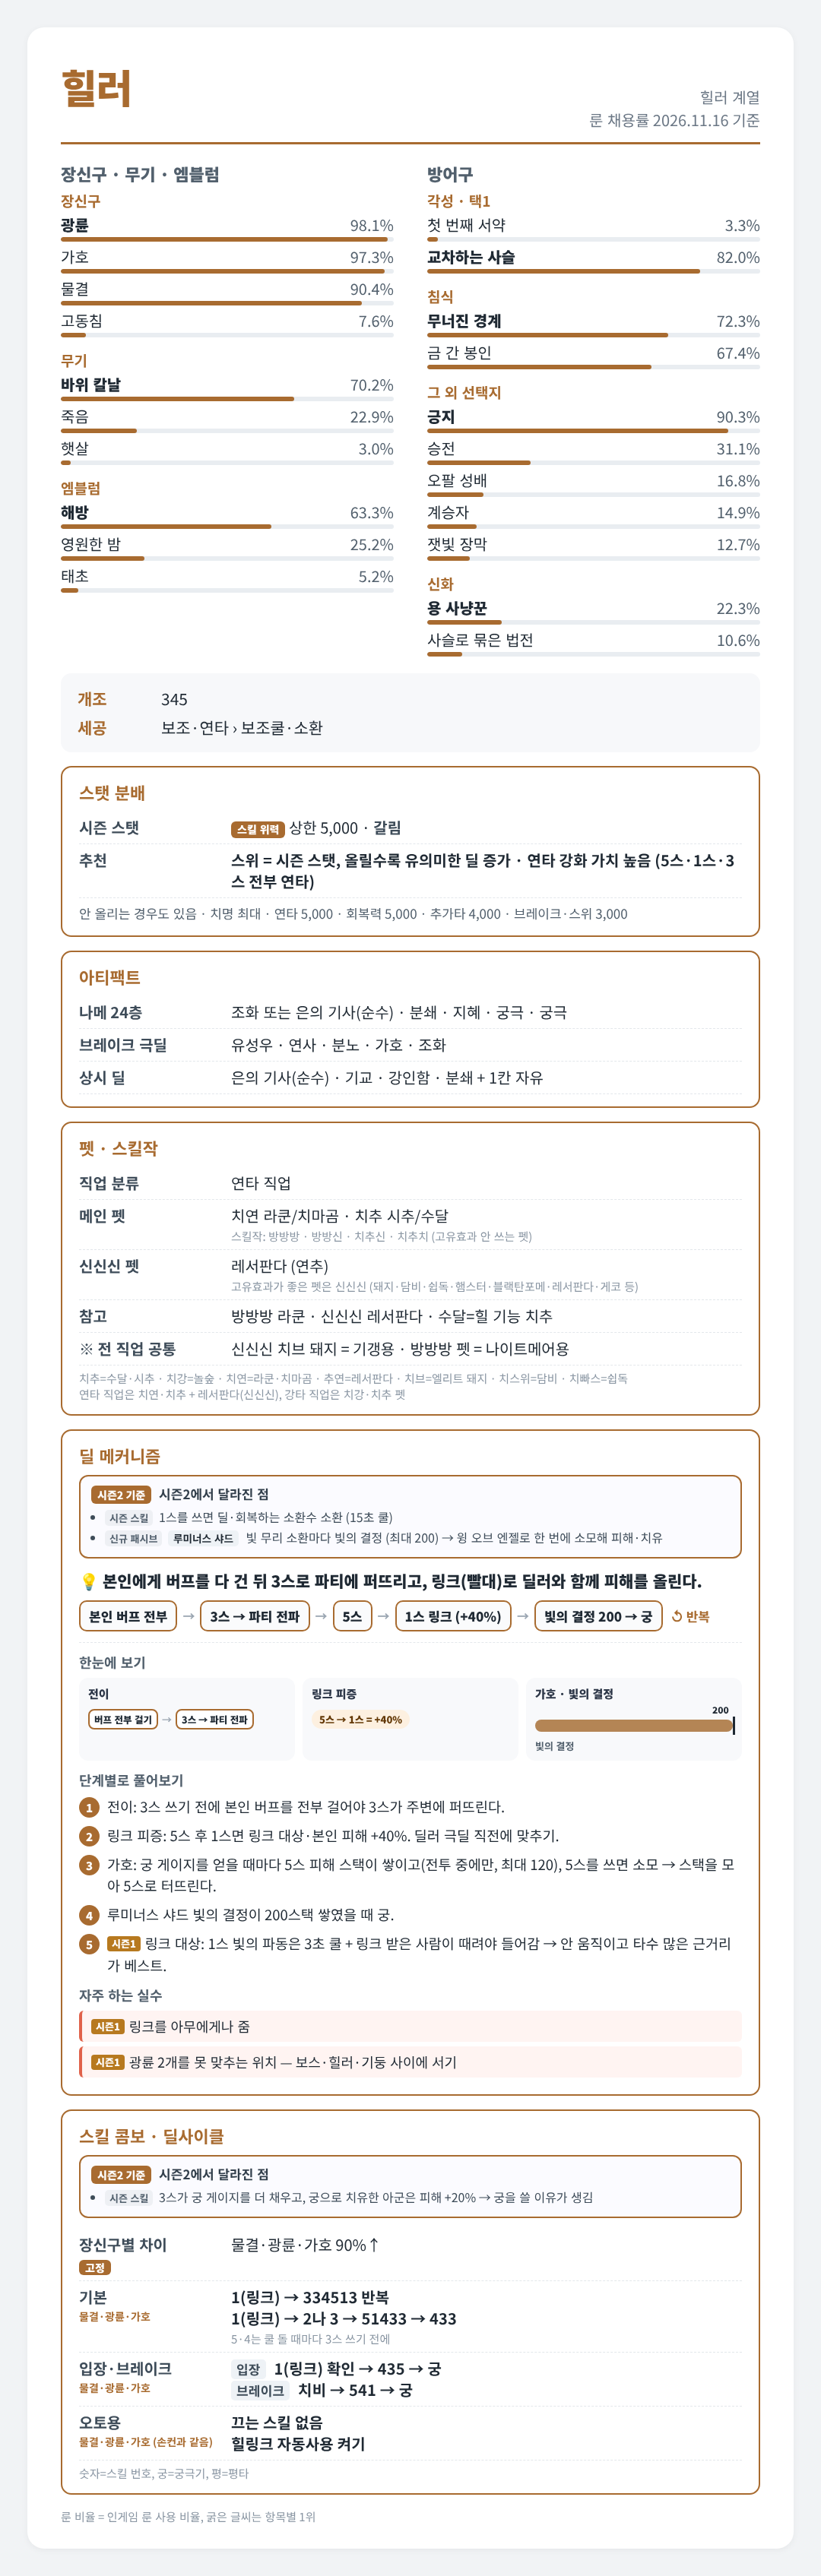 힐러
힐러 계열
룬 채용률 2026.11.16 기준
장신구 · 무기 · 엠블럼
장신구
광륜 98.1%
가호 97.3%
물결 90.4%
고동침 7.6%
무기
바위 칼날 70.2%
죽음 22.9%
햇살 3.0%
엠블럼
해방 63.3%
영원한 밤 25.2%
태초 5.2%
방어구
각성 · 택1
첫 번째 서약 3.3%
교차하는 사슬 82.0%
침식
무너진 경계 72.3%
금 간 봉인 67.4%
그 외 선택지
긍지 90.3%
승전 31.1%
오팔 성배 16.8%
계승자 14.9%
잿빛 장막 12.7%
신화
용 사냥꾼 22.3%
사슬로 묶은 법전 10.6%
개조 345
세공 보조·연타 › 보조쿨·소환
스탯 분배
시즌 스탯 스킬 위력 상한 5,000 · 갈림
추천 스위 = 시즌 스탯, 올릴수록 유의미한 딜 증가 · 연타 강화 가치 높음 (5스·1스·3
스 전부 연타)
안 올리는 경우도 있음 · 치명 최대 · 연타 5,000 · 회복력 5,000 · 추가타 4,000 · 브레이크·스위 3,000
아티팩트
나메 24층 조화 또는 은의 기사(순수) · 분쇄 · 지혜 · 궁극 · 궁극
브레이크 극딜 유성우 · 연사 · 분노 · 가호 · 조화
상시 딜 은의 기사(순수) · 기교 · 강인함 · 분쇄 + 1칸 자유
펫 · 스킬작
직업 분류 연타 직업
메인 펫 치연 라쿤/치마곰 · 치추 시추/수달
스킬작: 방방방 · 방방신 · 치추신 · 치추치 (고유효과 안 쓰는 펫)
신신신 펫 레서판다 (연추)
고유효과가 좋은 펫은 신신신 (돼지·담비·쉽독·햄스터·블랙탄포메·레서판다·게코 등)
참고 방방방 라쿤 · 신신신 레서판다 · 수달=힐 기능 치추
※ 전 직업 공통 신신신 치브 돼지 = 기갱용 · 방방방 펫 = 나이트메어용
치추=수달·시추 · 치강=놀숲 · 치연=라쿤·치마곰 · 추연=레서판다 · 치브=엘리트 돼지 · 치스위=담비 · 치빠스=쉽독
연타 직업은 치연·치추 + 레서판다(신신신), 강타 직업은 치강·치추 펫
딜 메커니즘
시즌2 기준 시즌2에서 달라진 점
• 시즌 스킬 1스를 쓰면 딜·회복하는 소환수 소환 (15초 쿨)
• 신규 패시브 루미너스 샤드 빛 무리 소환마다 빛의 결정 (최대 200) → 윙 오브 엔젤로 한 번에 소모해 피해·치유
💡 본인에게 버프를 다 건 뒤 3스로 파티에 퍼뜨리고, 링크(빨대)로 딜러와 함께 피해를 올린다.
본인 버프 전부 → 3스 → 파티 전파 → 5스 → 1스 링크 (+40%) → 빛의 결정 200 → 궁 ↺ 반복
한눈에 보기
전이
버프 전부 걸기 → 3스 → 파티 전파
링크 피증
5스 → 1스 = +40%
가호 · 빛의 결정
200
빛의 결정
단계별로 풀어보기
1 전이: 3스 쓰기 전에 본인 버프를 전부 걸어야 3스가 주변에 퍼뜨린다.
2 링크 피증: 5스 후 1스면 링크 대상·본인 피해 +40%. 딜러 극딜 직전에 맞추기.
3 가호: 궁 게이지를 얻을 때마다 5스 피해 스택이 쌓이고(전투 중에만, 최대 120), 5스를 쓰면 소모 → 스택을 모
아 5스로 터뜨린다.
4 루미너스 샤드 빛의 결정이 200스택 쌓였을 때 궁.
5 시즌1 링크 대상: 1스 빛의 파동은 3초 쿨 + 링크 받은 사람이 때려야 들어감 → 안 움직이고 타수 많은 근거리
가 베스트.
자주 하는 실수
시즌1 링크를 아무에게나 줌
시즌1 광륜 2개를 못 맞추는 위치 — 보스·힐러·기둥 사이에 서기
스킬 콤보 · 딜사이클
시즌2 기준 시즌2에서 달라진 점
• 시즌 스킬 3스가 궁 게이지를 더 채우고, 궁으로 치유한 아군은 피해 +20% → 궁을 쓸 이유가 생김
장신구별 차이 물결·광륜·가호 90%↑
고정
기본 1(링크) → 334513 반복
물결·광륜·가호 1(링크) → 2나 3 → 51433 → 433
5·4는 쿨 돌 때마다 3스 쓰기 전에
입장·브레이크 입장 1(링크) 확인 → 435 → 궁
물결·광륜·가호 브레이크 치비 → 541 → 궁
오토용 끄는 스킬 없음
물결·광륜·가호 (손컨과 같음) 힐링크 자동사용 켜기
숫자=스킬 번호, 궁=궁극기, 평=평타
룬 비율 = 인게임 룬 사용 비율, 굵은 글씨는 항목별 1위